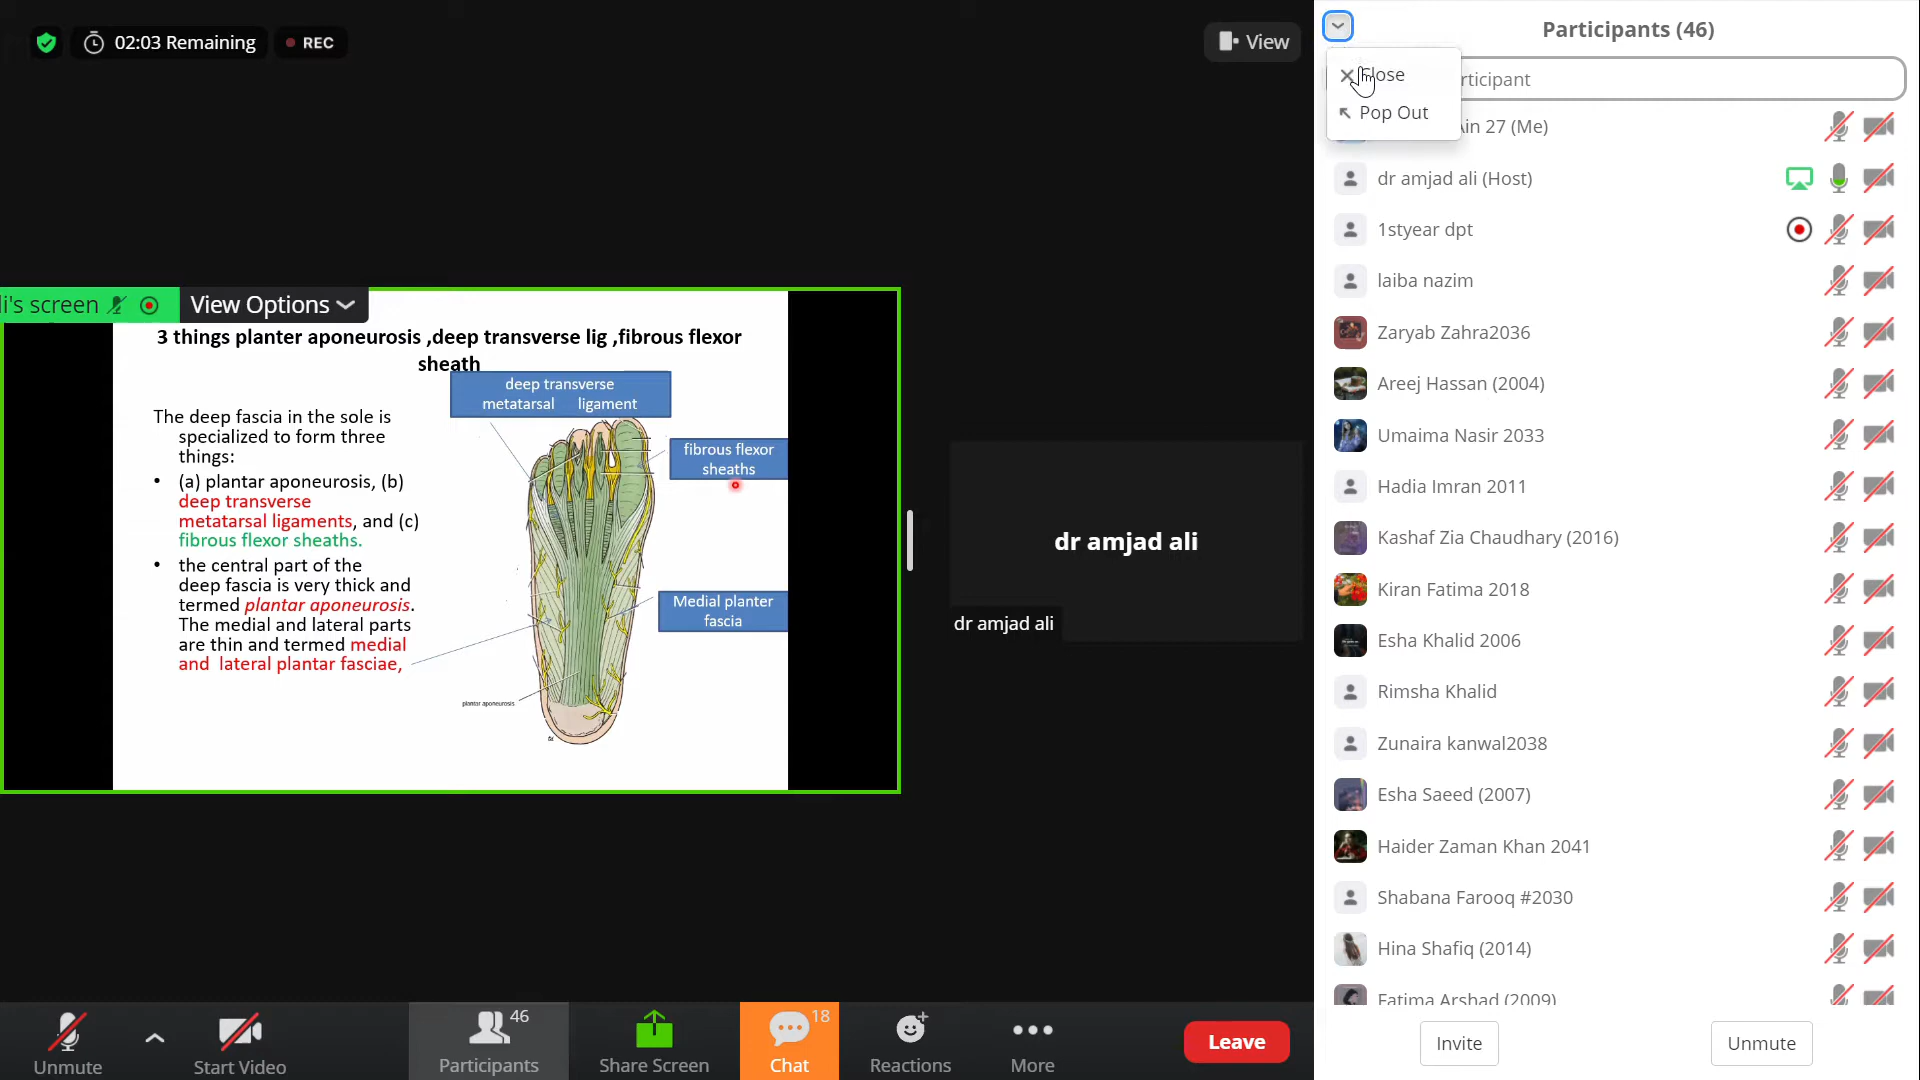 02:03 Remaining
REC
View
li's screen
View Options
3 things planter aponeurosis ,deep transverse lig ,fibrous flexor
sheath
deep transverse
metatarsal ligament
fibrous flexor
sheaths
Medial planter
fascia
plantar aponeurosis
The deep fascia in the sole is
specialized to form three
things:
• (a) plantar aponeurosis, (b)
deep transverse
metatarsal ligaments, and (c)
fibrous flexor sheaths.
• the central part of the
deep fascia is very thick and
termed plantar aponeurosis.
The medial and lateral parts
are thin and termed medial
and lateral plantar fasciae,
dr amjad ali
dr amjad ali
Participants (46)
Close
Pop Out
rticipant
Ain 27 (Me)
dr amjad ali (Host)
1styear dpt
laiba nazim
Zaryab Zahra2036
Areej Hassan (2004)
Umaima Nasir 2033
Hadia Imran 2011
Kashaf Zia Chaudhary (2016)
Kiran Fatima 2018
Esha Khalid 2006
Rimsha Khalid
Zunaira kanwal2038
Esha Saeed (2007)
Haider Zaman Khan 2041
Shabana Farooq #2030
Hina Shafiq (2014)
Fatima Arshad (2009)
Invite
Unmute
Unmute
Start Video
46
Participants
Share Screen
18
Chat
Reactions
More
Leave